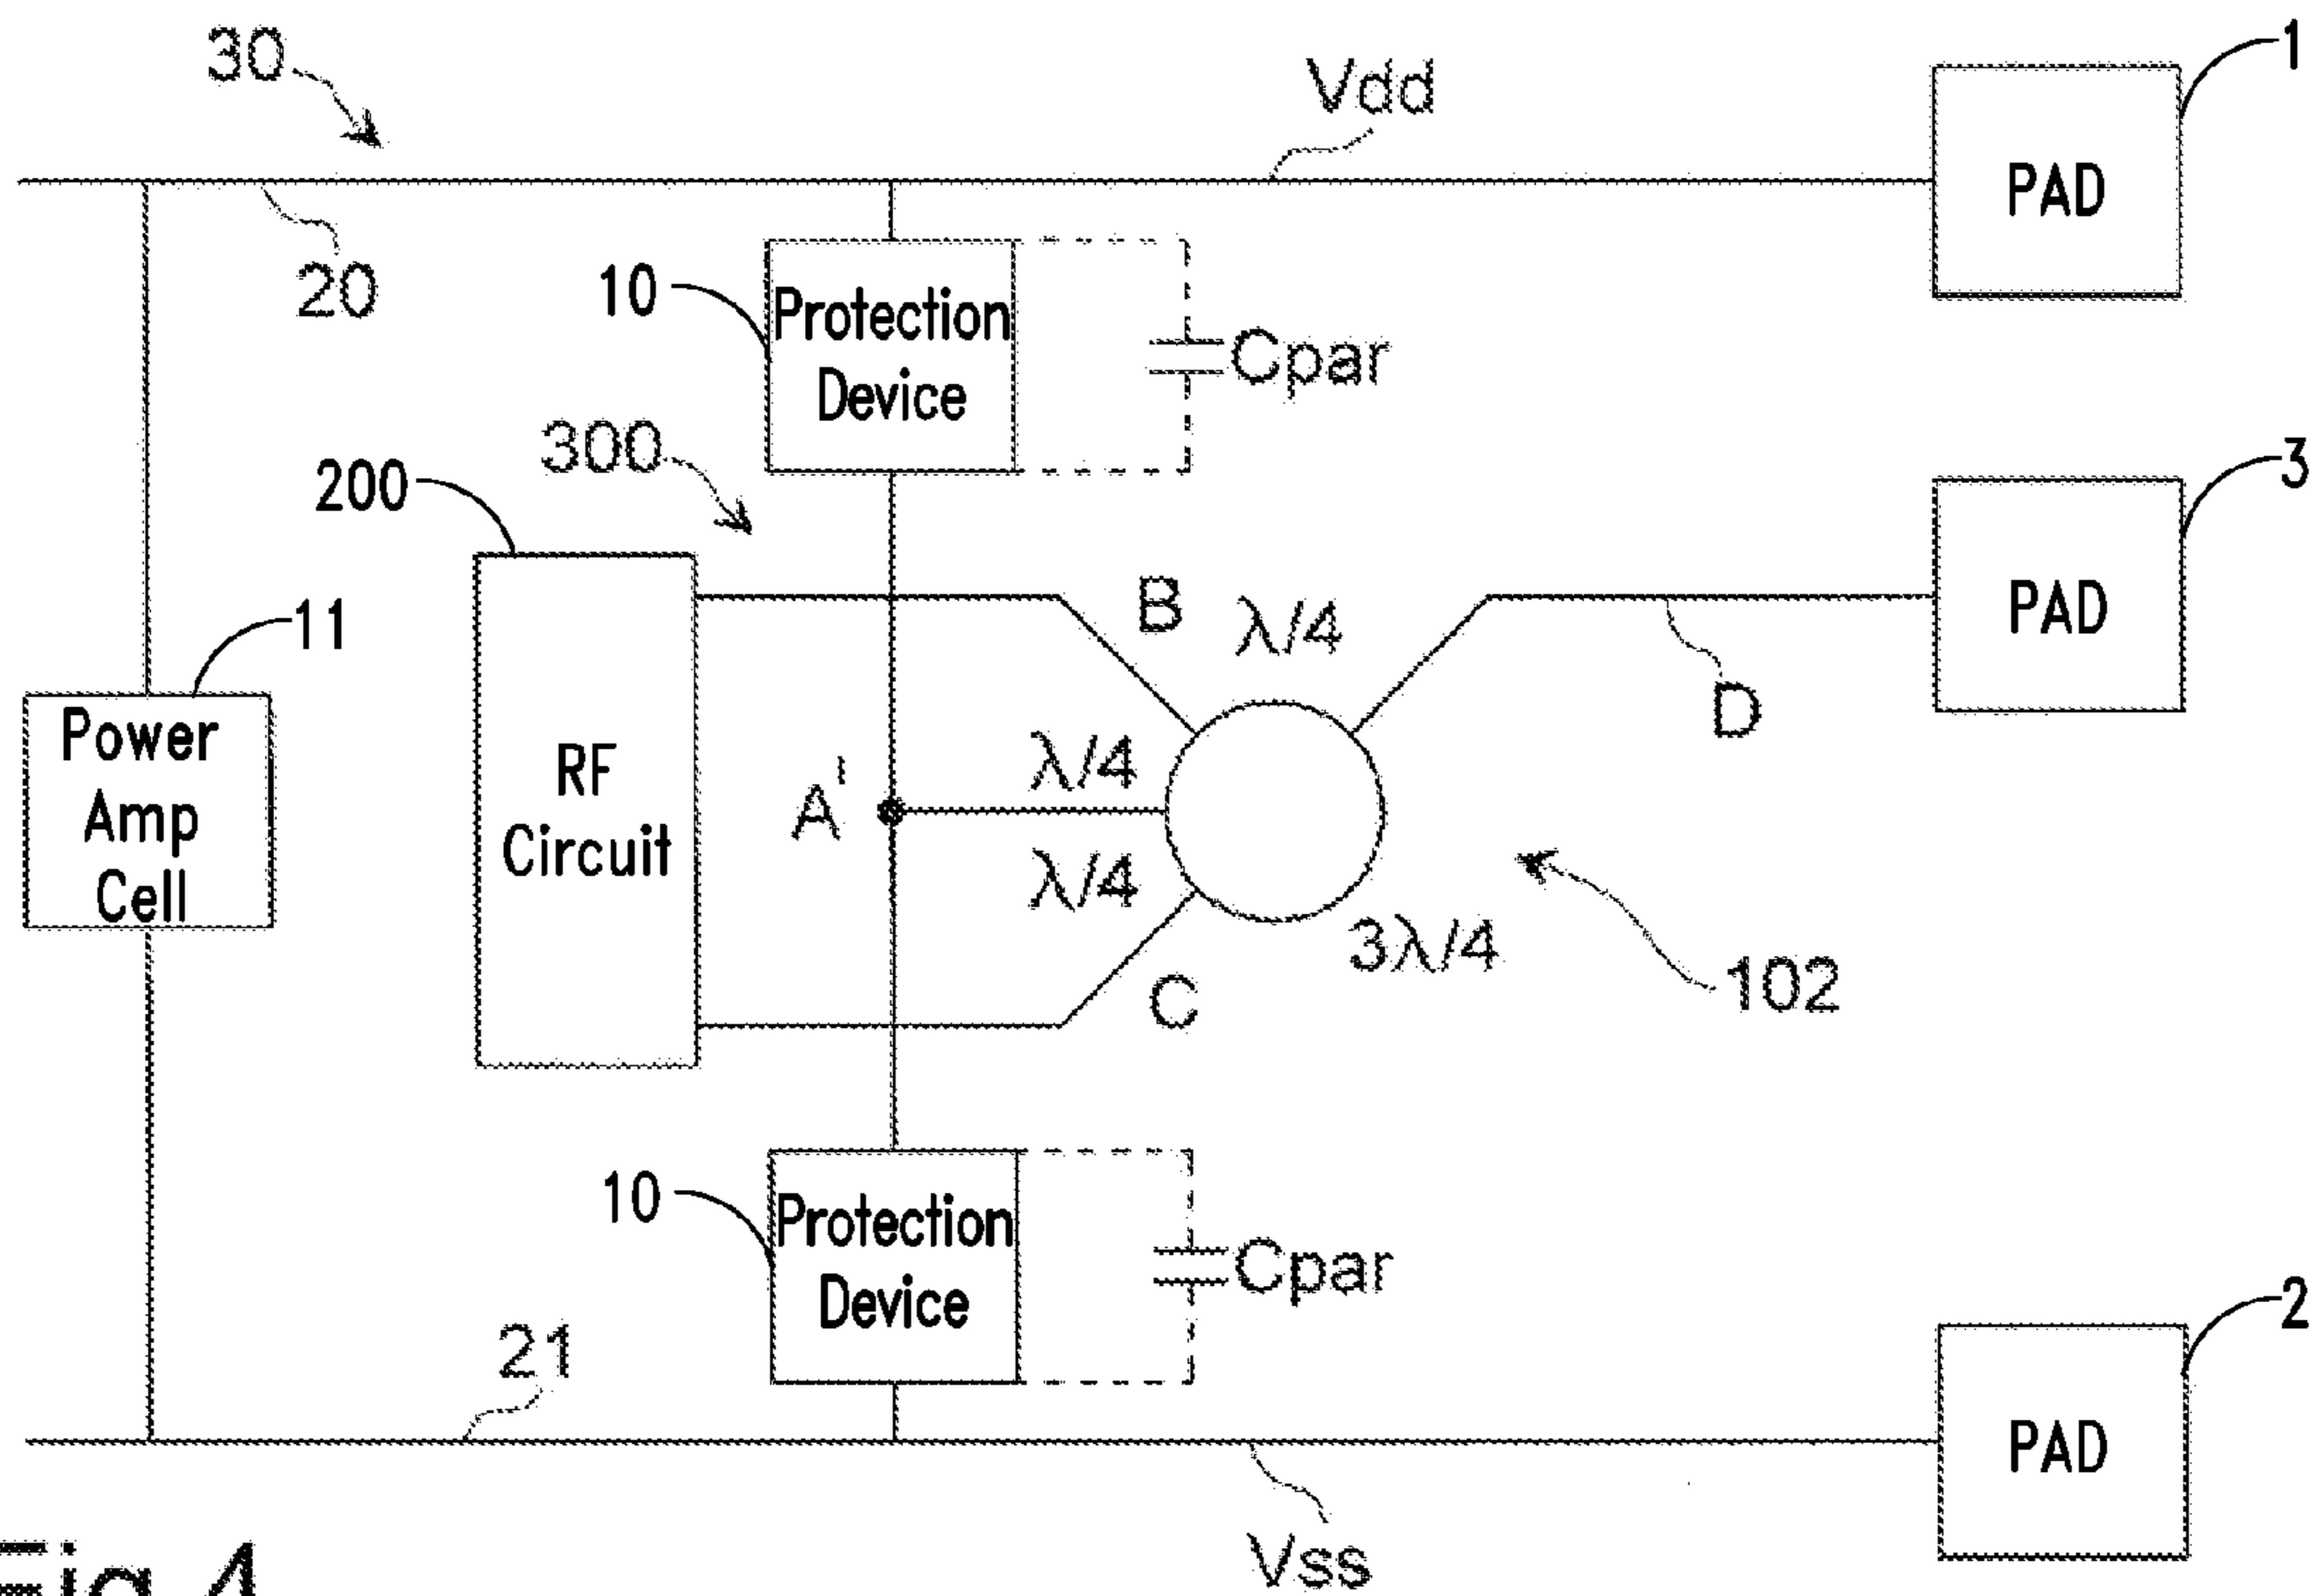 30
Vdd
1
PAD
20
10
Protection
Device
Cpar
300
200
3
PAD
B
λ/4
D
11
Power
Amp
Cell
RF
Circuit
A'
λ/4
λ/4
3λ/4
102
C
10
Protection
Device
Cpar
21
2
PAD
Vss
Fig.4